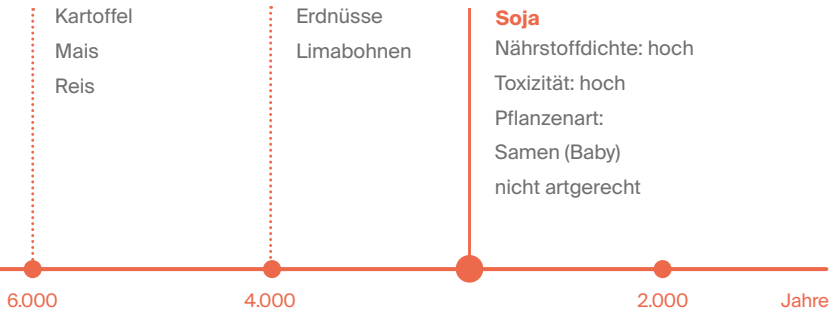 Kartoffel
Mais
Reis
Erdnüsse
Limabohnen
Soja
Nährstoffdichte: hoch
Toxizität: hoch
Pflanzenart:
Samen (Baby)
nicht artgerecht
6.000
4.000
2.000
Jahre